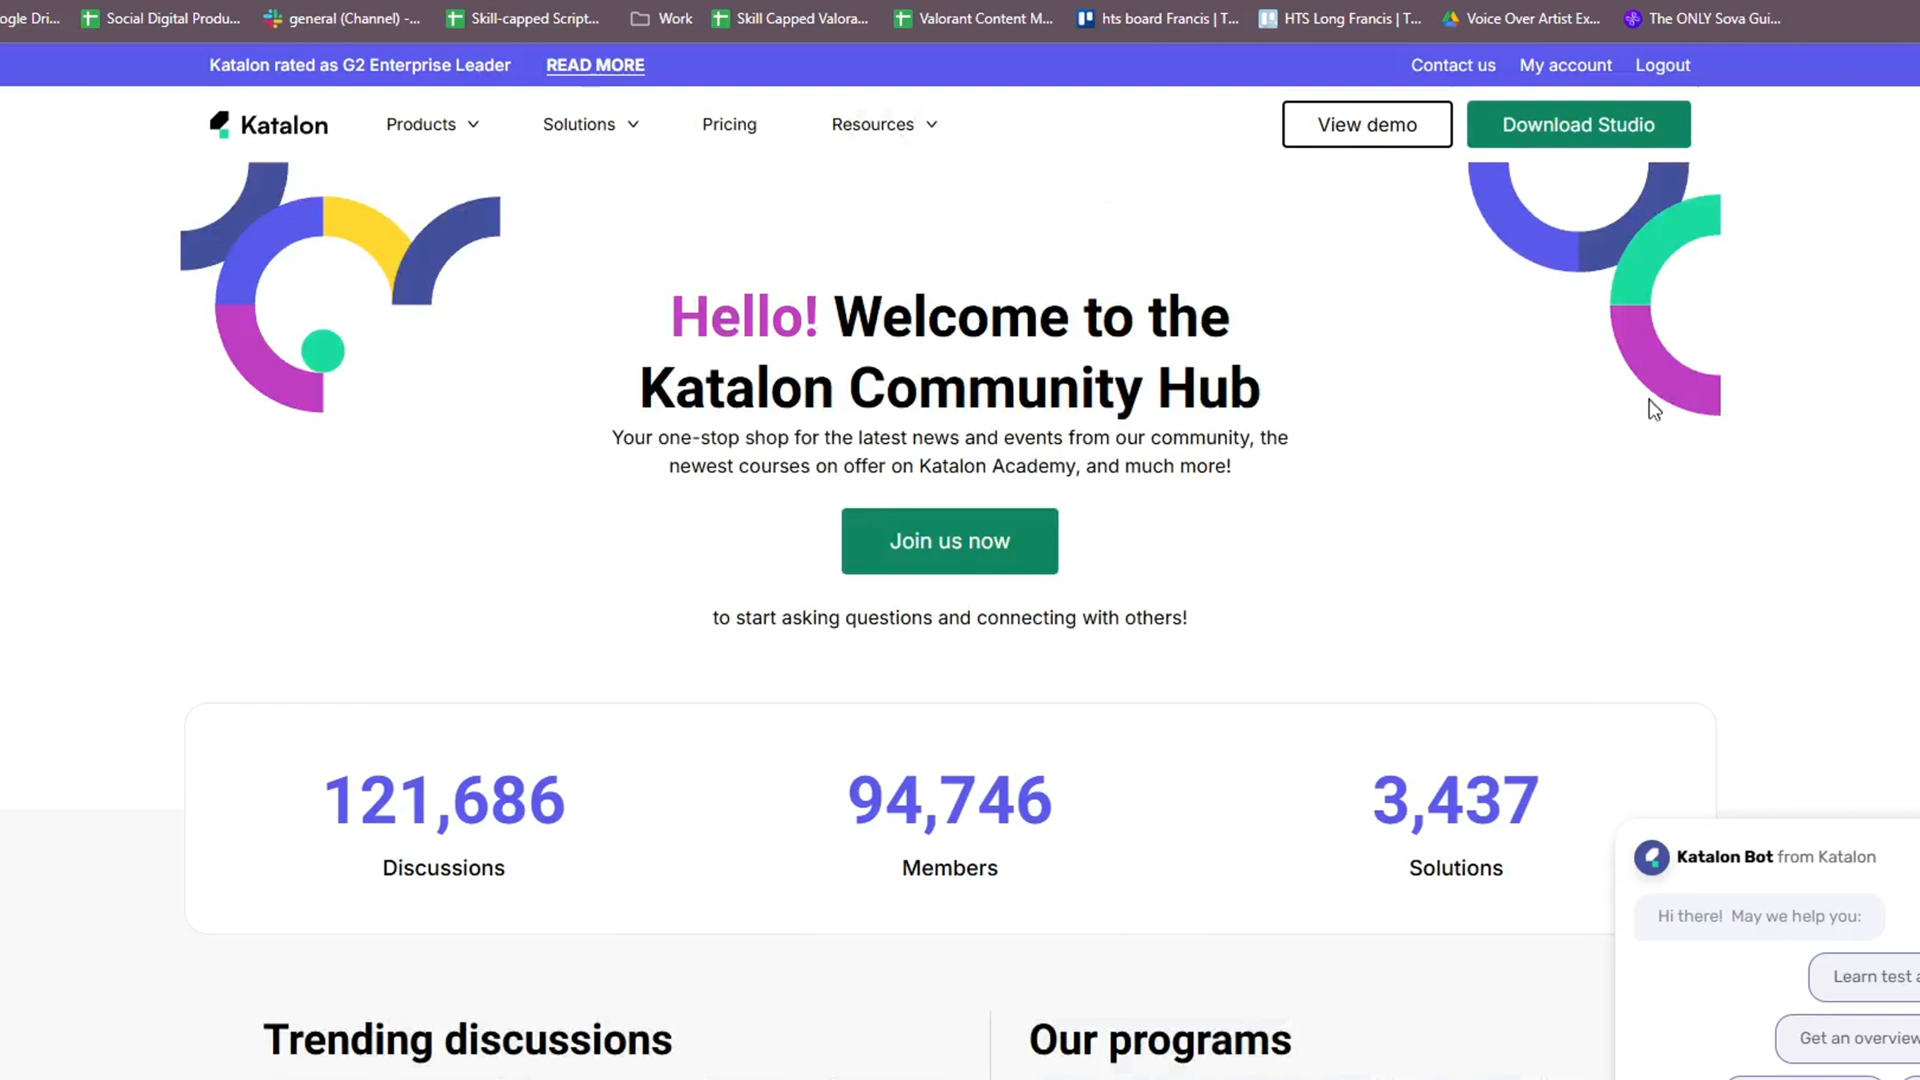 ogle Dri...
Social Digital Produ...
general (Channel) -...
Skill-capped Script...
Work
Skill Capped Valora...
Valorant Content M...
hts board Francis | T...
HTS Long Francis | T...
Voice Over Artist Ex...
The ONLY Sova Gui...
Katalon rated as G2 Enterprise Leader READ MORE
Contact us My account Logout
Katalon
Products Solutions Pricing Resources
View demo Download Studio
Hello! Welcome to the
Katalon Community Hub
Your one-stop shop for the latest news and events from our community, the
newest courses on offer on Katalon Academy, and much more!
Join us now
to start asking questions and connecting with others!
121,686 94,746 3,437
Discussions Members Solutions
Katalon Bot from Katalon
Hi there! May we help you:
Learn test a
Get an overview
Trending discussions
Our programs